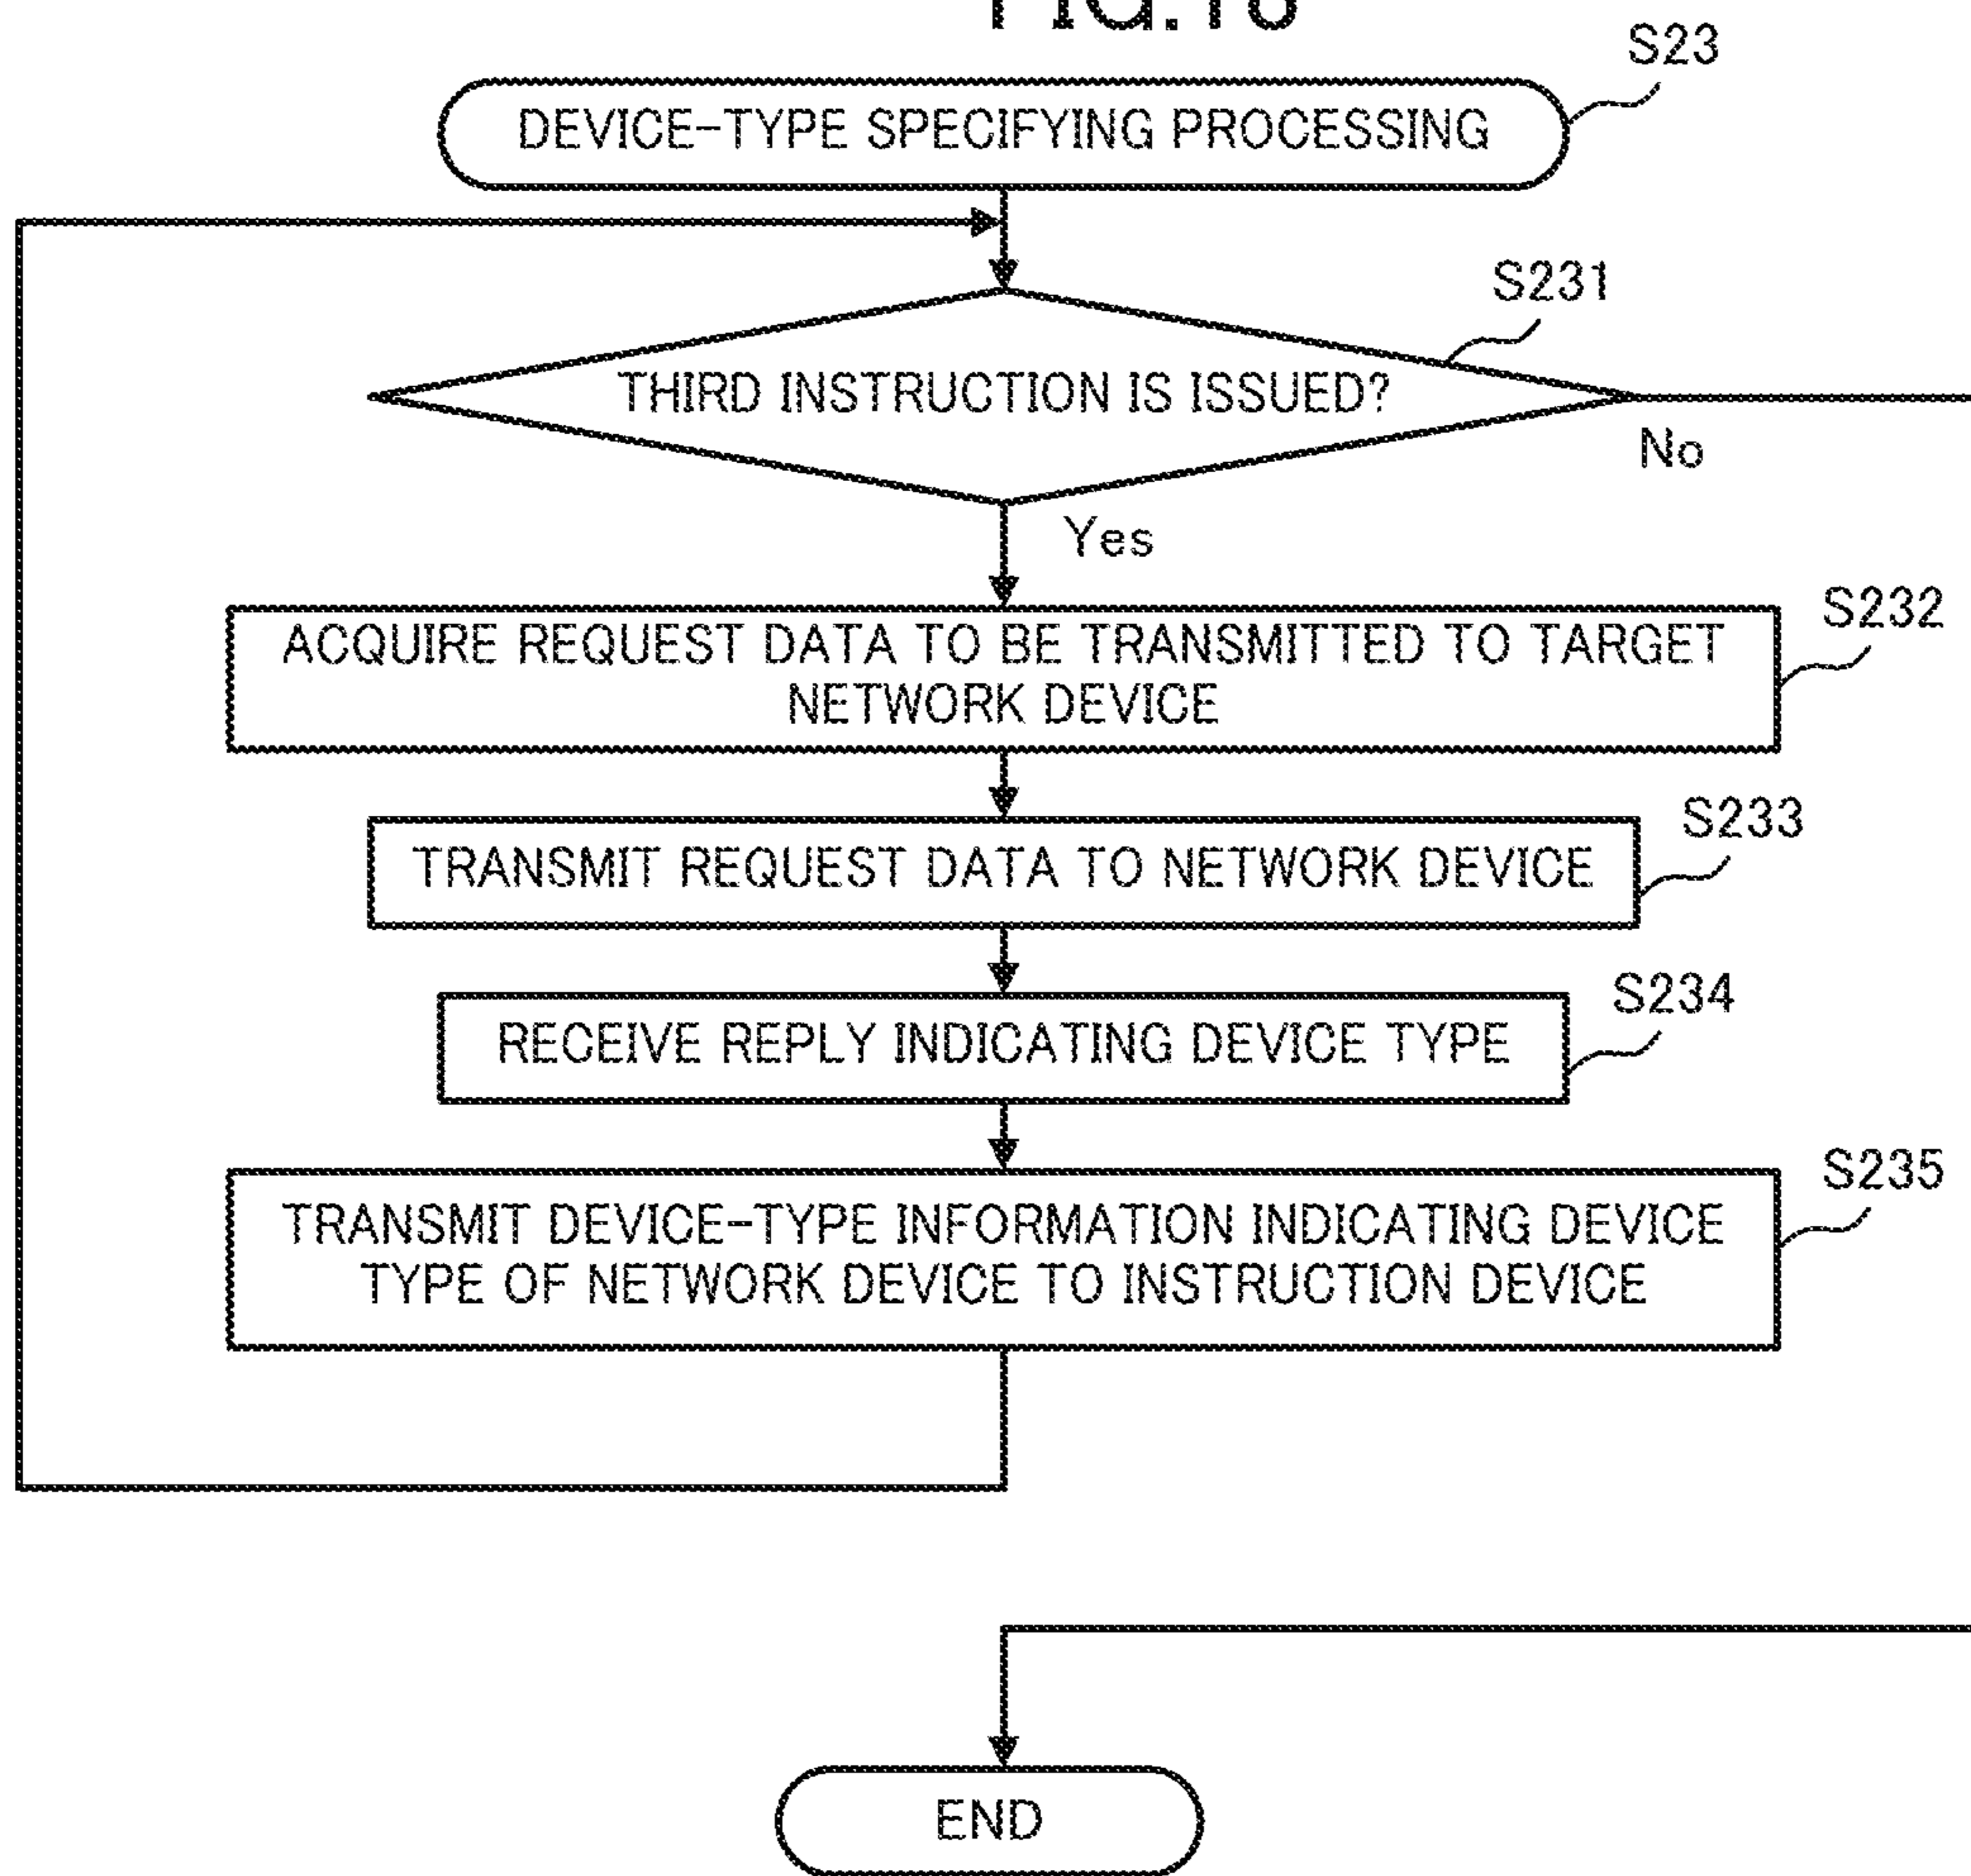 FIG.
S23
DEVICE-TYPE SPECIFYING PROCESSING
S231
THIRD INSTRUCTION IS ISSUED?
No
Yes
S232
ACQUIRE REQUEST DATA TO BE TRANSMITTED TO TARGET
NETWORK DEVICE
S233
TRANSMIT REQUEST DATA TO NETWORK DEVICE
S234
RECEIVE REPLY INDICATING DEVICE TYPE
S235
TRANSMIT DEVICE-TYPE INFORMATION INDICATING DEVICE
TYPE OF NETWORK DEVICE TO INSTRUCTION DEVICE
END